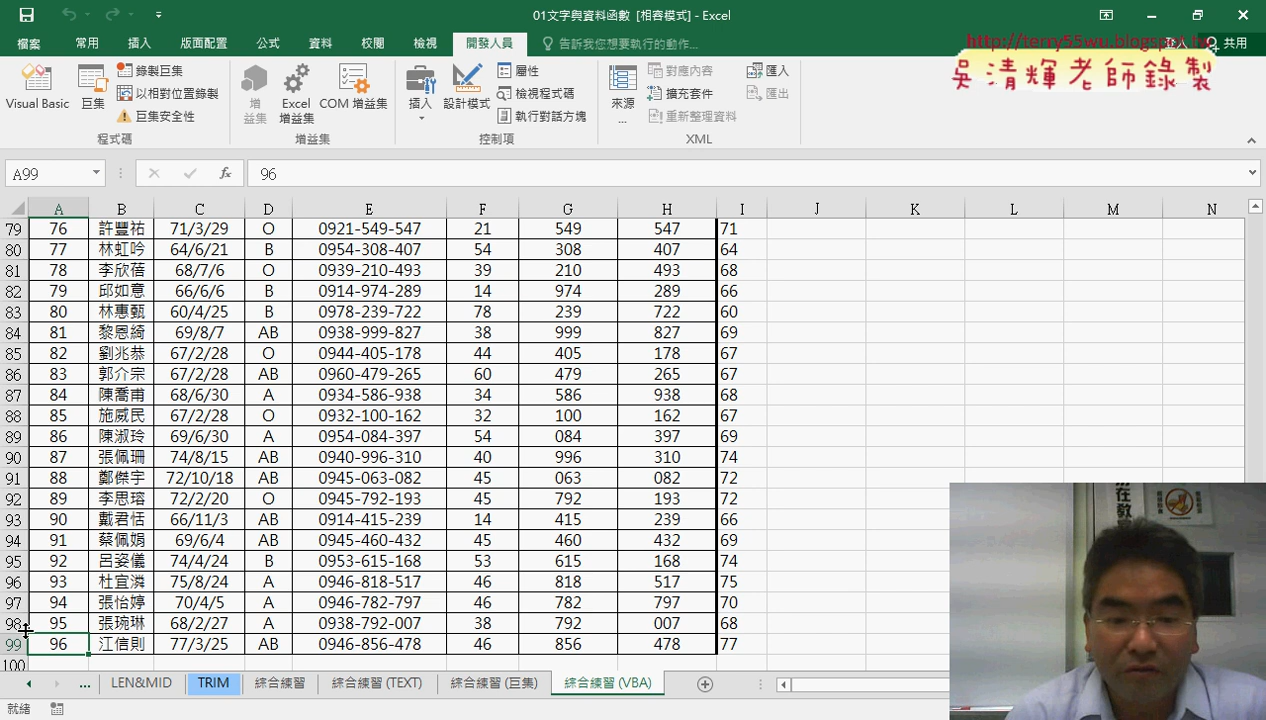 01文字與資料函數 [相容模式] - Excel
檔案 常用 插入 版面配置 公式 資料 校閱 檢視 開發人員 告訴我您想要執行的動作... 登入 共用
http://terry55wu.blogspot.tw
吳清輝老師錄製
Visual Basic 巨集 錄製巨集 以相對位置錄製 巨集安全性 程式碼
增益集 Excel 增益集 COM 增益集 增益集
插入 設計模式 屬性 檢視程式碼 執行對話方塊 控制項
來源... 對應內容 擴充套件 重新整理資料 匯入 匯出 XML
A99 fx 96
A B C D E F G H I J K L M N
79 76 許豐祐 71/3/29 O 0921-549-547 21 549 547 71
80 77 林虹吟 64/6/21 B 0954-308-407 54 308 407 64
81 78 李欣蓓 68/7/6 O 0939-210-493 39 210 493 68
82 79 邱如意 66/6/6 B 0914-974-289 14 974 289 66
83 80 林惠甄 60/4/25 B 0978-239-722 78 239 722 60
84 81 黎恩綺 69/8/7 AB 0938-999-827 38 999 827 69
85 82 劉兆恭 67/2/28 O 0944-405-178 44 405 178 67
86 83 郭介宗 67/2/28 AB 0960-479-265 60 479 265 67
87 84 陳喬甫 68/6/30 A 0934-586-938 34 586 938 68
88 85 施威民 67/2/28 O 0932-100-162 32 100 162 67
89 86 陳淑玲 69/6/30 A 0954-084-397 54 084 397 69
90 87 張佩珊 74/8/15 AB 0940-996-310 40 996 310 74
91 88 鄭傑宇 72/10/18 AB 0945-063-082 45 063 082 72
92 89 李思瑢 72/2/20 O 0945-792-193 45 792 193 72
93 90 戴君恬 66/11/3 AB 0914-415-239 14 415 239 66
94 91 蔡佩娟 69/6/4 AB 0945-460-432 45 460 432 69
95 92 呂姿儀 74/4/24 B 0953-615-168 53 615 168 74
96 93 杜宜潾 75/8/24 A 0946-818-517 46 818 517 75
97 94 張怡婷 70/4/5 A 0946-782-797 46 782 797 70
98 95 張琬琳 68/2/27 A 0938-792-007 38 792 007 68
99 96 江信則 77/3/25 AB 0946-856-478 46 856 478 77
100
... LEN&MID TRIM 綜合練習 綜合練習 (TEXT) 綜合練習 (巨集) 綜合練習 (VBA)
就緒